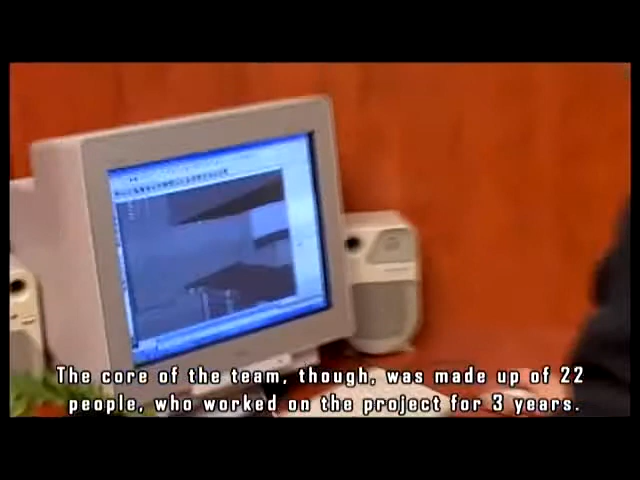 The core of the team, though, was made up of 22
people, who worked on the project for 3 years.